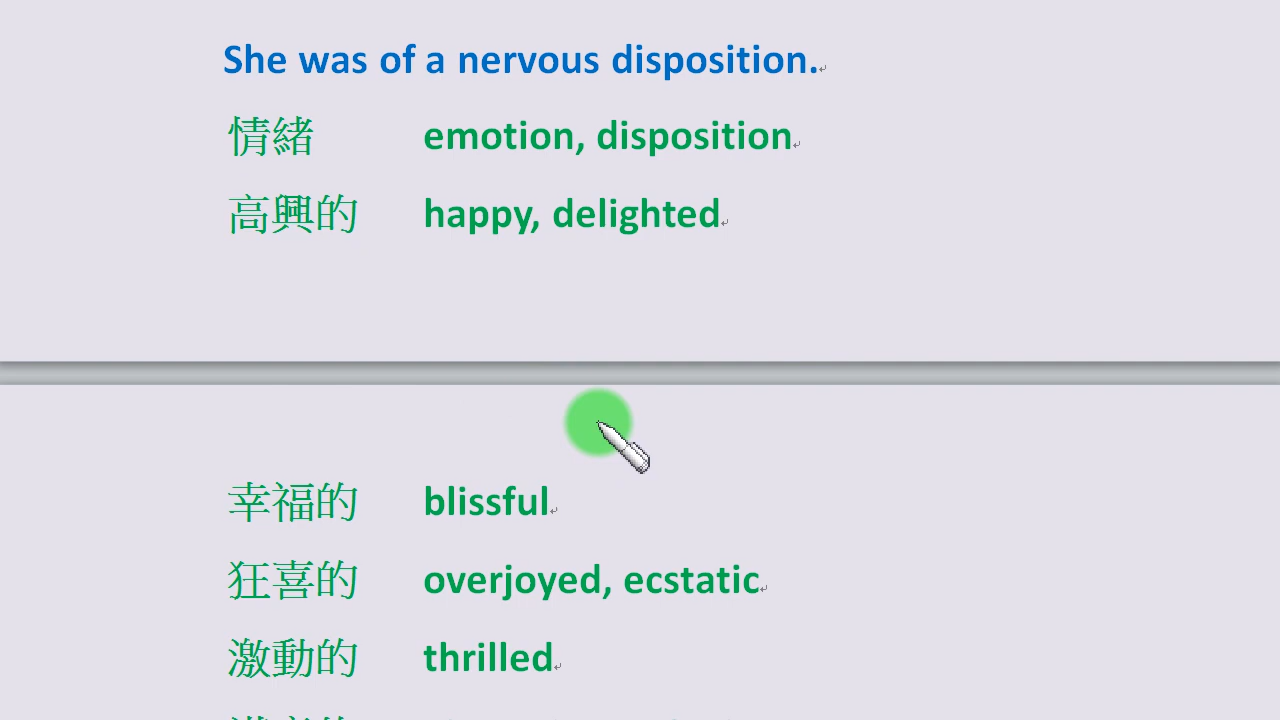 She was of a nervous disposition.
情緒 emotion, disposition
高興的 happy, delighted
幸福的 blissful
狂喜的 overjoyed, ecstatic
激動的 thrilled